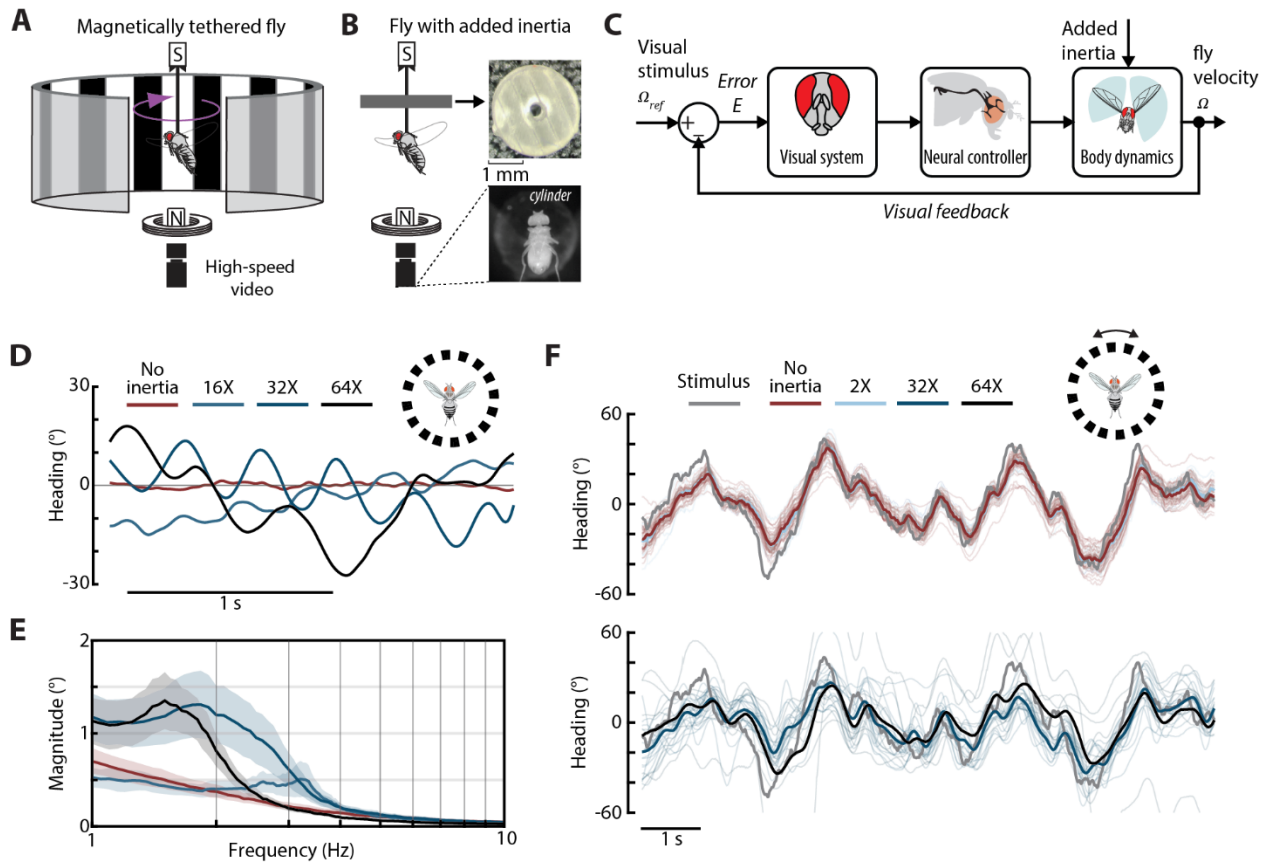 A
Magnetically tethered fly
S
N
High-speed
video
B
Fly with added inertia
S
1 mm
cylinder
N
C
Visual
stimulus
Ω_ref
+
−
Error
E
Visual system
Neural controller
Added
inertia
Body dynamics
fly
velocity
Ω
Visual feedback
D
No
inertia
16X
32X
64X
Heading (°)
30
0
-30
1 s
E
Magnitude (°)
2
1
0
1
10
Frequency (Hz)
F
Stimulus
No
inertia
2X
32X
64X
Heading (°)
60
0
-60
Heading (°)
60
0
-60
1 s